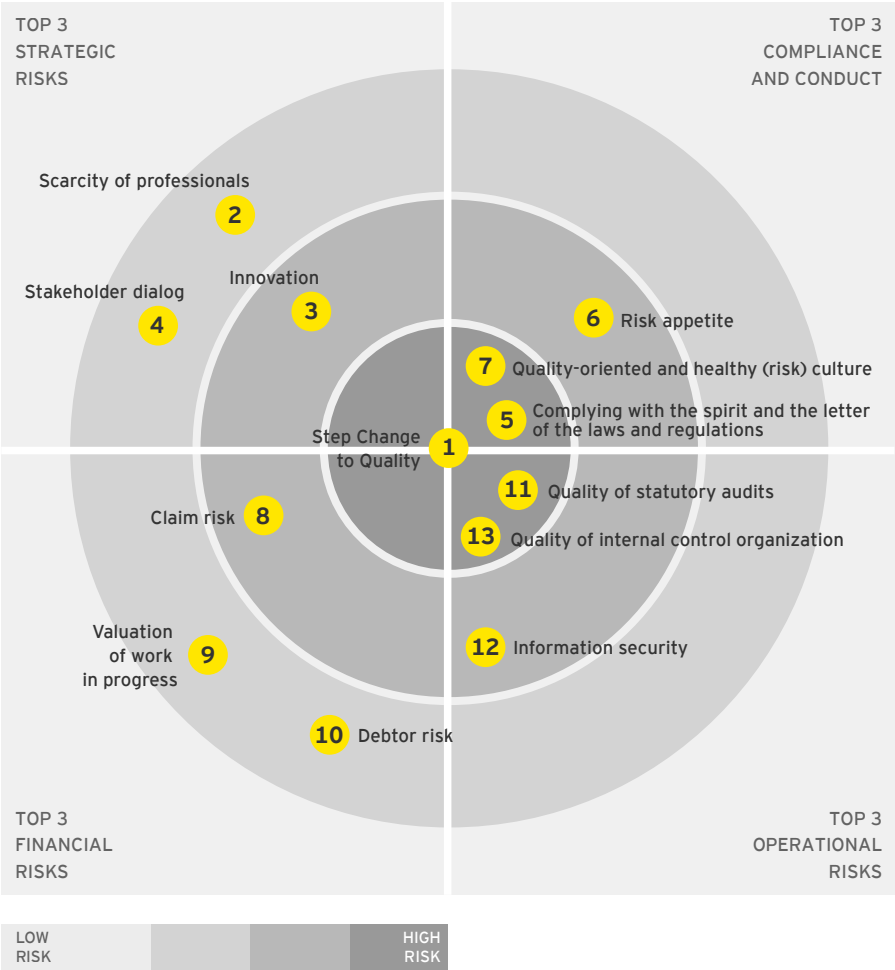 TOP 3
STRATEGIC
RISKS
TOP 3
COMPLIANCE
AND CONDUCT
Scarcity of professionals
2
Stakeholder dialog
4
Innovation
3
6
Risk appetite
7
Quality-oriented and healthy (risk) culture
5
Complying with the spirit and the letter
of the laws and regulations
Step Change
to Quality
1
11
Quality of statutory audits
13
Quality of internal control organization
12
Information security
Claim risk
8
Valuation
of work
in progress
9
10
Debtor risk
TOP 3
FINANCIAL
RISKS
TOP 3
OPERATIONAL
RISKS
LOW
RISK
HIGH
RISK